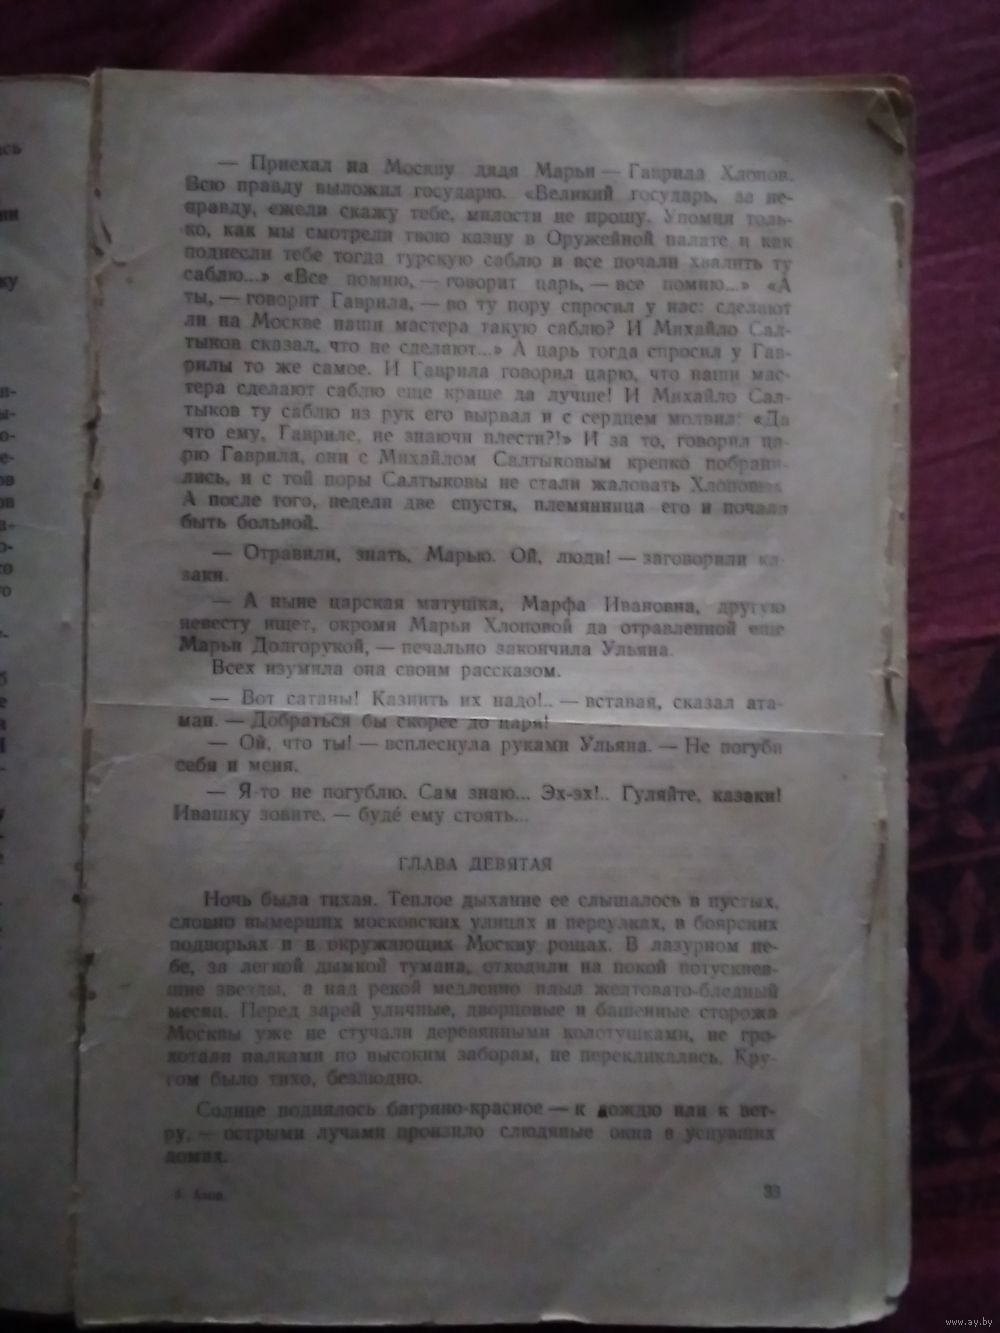 — Приехал на Москву дядя Марьи — Гаврила Хлопов.
Всю правду выложил государю. «Великий государь, за не-
правду, ежели скажу тебе, милости не прошу. Упомни толь-
ко, как мы смотрели твою казну в Оружейной палате и как
поднесли тебе тогда турскую саблю и все почали хвалить ту
саблю...» «Все помню, — говорит царь, — все помню...» «А
ты, — говорит Гаврила, — во ту пору спросил у нас: сделают
ли на Москве наши мастера такую саблю? И Михайло Сал-
тыков сказал, что не сделают...» А царь тогда спросил у Гав-
рилы то же самое. И Гаврила говорил царю, что наши мас-
тера сделают саблю еще краше да лучше! И Михайло Сал-
тыков ту саблю из рук его вырвал и с сердцем молвил: «Да
что ему, Гавриле, не знаючи плести?!» И за то, говорил ца-
рю Гаврила, они с Михайлом Салтыковым крепко побрани-
лись, и с той поры Салтыковы не стали жаловать Хлоповых.
А после того, недели две спустя, племянница его и почала
быть больной.
— Отравили, знать, Марью. Ой, люди! — заговорили ка-
заки.
— А ныне царская матушка, Марфа Ивановна, другую
невесту ищет, окромя Марьи Хлоповой да отравленной еще
Марьи Долгорукой, — печально закончила Ульяна.
Всех изумила она своим рассказом.
— Вот сатаны! Казнить их надо!.. — вставая, сказал ата-
ман. — Добраться бы скорее до царя!
— Ой, что ты! — всплеснула руками Ульяна. — Не погуби
себя и меня.
— Я-то не погублю. Сам знаю... Эх-эх!.. Гуляйте, казаки!
Ивашку зовите, — буде́ ему стоять...
ГЛАВА ДЕВЯТАЯ
Ночь была тихая. Теплое дыхание ее слышалось в пустых,
словно вымерших московских улицах и переулках, в боярских
подворьях и в окружающих Москву рощах. В лазурном не-
бе, за легкой дымкой тумана, отходили на покой потускнев-
шие звезды, а над рекой медленно плыл желтовато-бледный
месяц. Перед зарей уличные, дворцовые и башенные сторожа
Москвы уже не стучали деревянными колотушками, не гро-
хотали палками по высоким заборам, не перекликались. Кру-
гом было тихо, безлюдно.
Солнце поднялось багряно-красное — к дождю или к вет-
ру, — острыми лучами пронзило слюдяные окна в уснувших
домах.
3 Азов. 33
www.ay.by